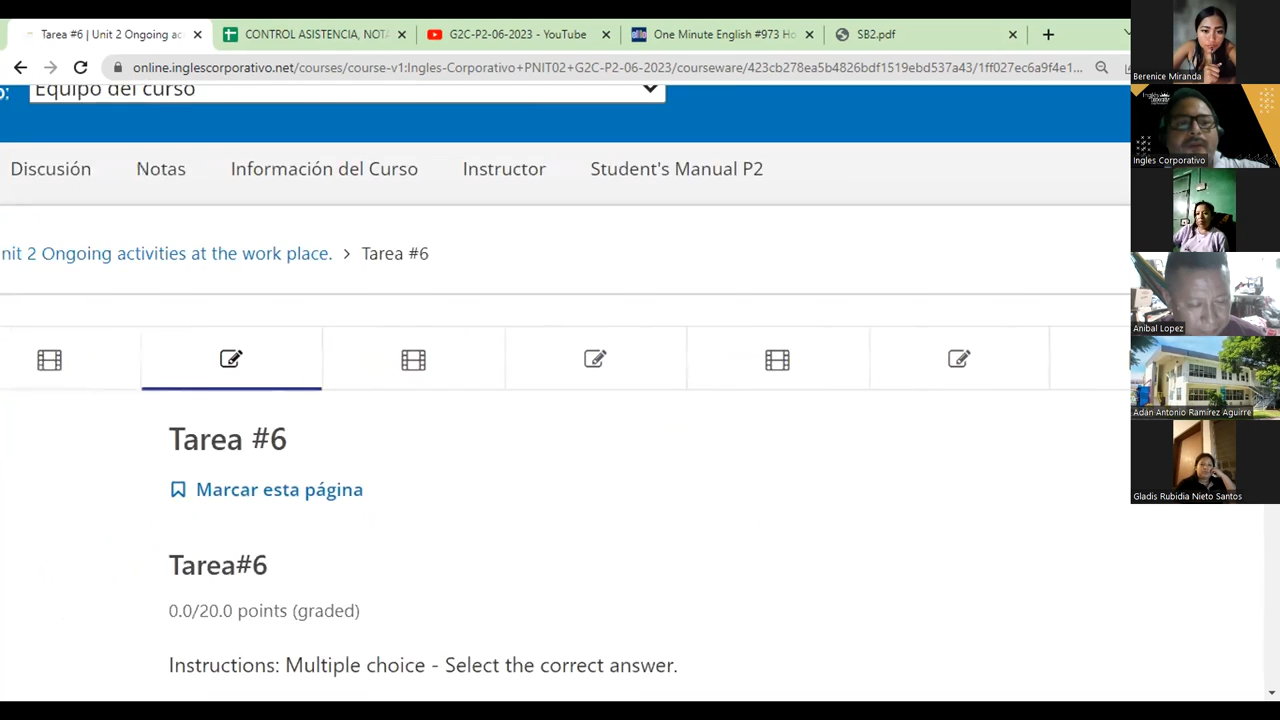 Tarea #6 | Unit 2 Ongoing ac
CONTROL ASISTENCIA, NOTA
G2C-P2-06-2023 - YouTube
One Minute English #973 Ho
SB2.pdf
online.inglescorporativo.net/courses/course-v1:Ingles-Corporativo+PNIT02+G2C-P2-06-2023/courseware/423cb278ea5b4826bdf1519ebd537a43/1ff027ec6a9f4e1...
Equipo del curso
Discusión
Notas
Información del Curso
Instructor
Student's Manual P2
nit 2 Ongoing activities at the work place. > Tarea #6
Tarea #6
Marcar esta página
Tarea#6
0.0/20.0 points (graded)
Instructions: Multiple choice - Select the correct answer.
Berenice Miranda
Ingles Corporativo
Anibal Lopez
Adán Antonio Ramírez Aguirre
Gladis Rubidia Nieto Santos